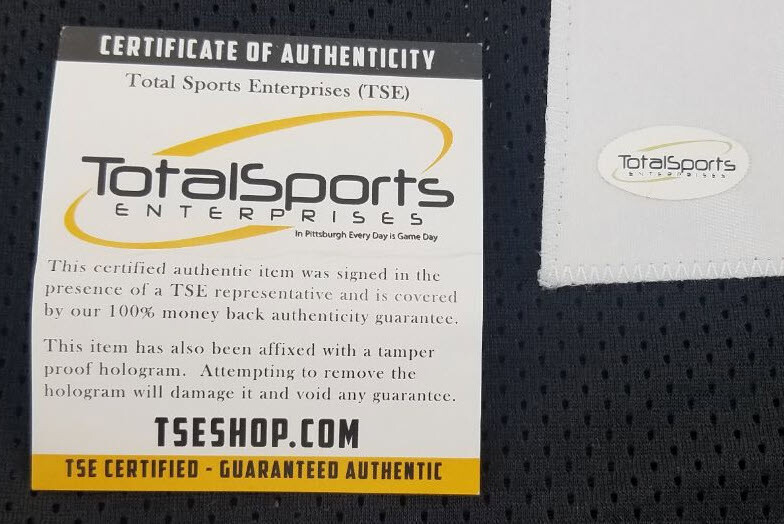 CERTIFICATE OF AUTHENTICITY
Total Sports Enterprises (TSE)
TotalSports
ENTERPRISES
In Pittsburgh Every Day is Game Day
This certified authentic item was signed in the
presence of a TSE representative and is covered
by our 100% money back authenticity guarantee.
This item has also been affixed with a tamper
proof hologram. Attempting to remove the
hologram will damage it and void any guarantee.
TSESHOP.COM
TSE CERTIFIED - GUARANTEED AUTHENTIC
TotalSports
ENTERPRISES